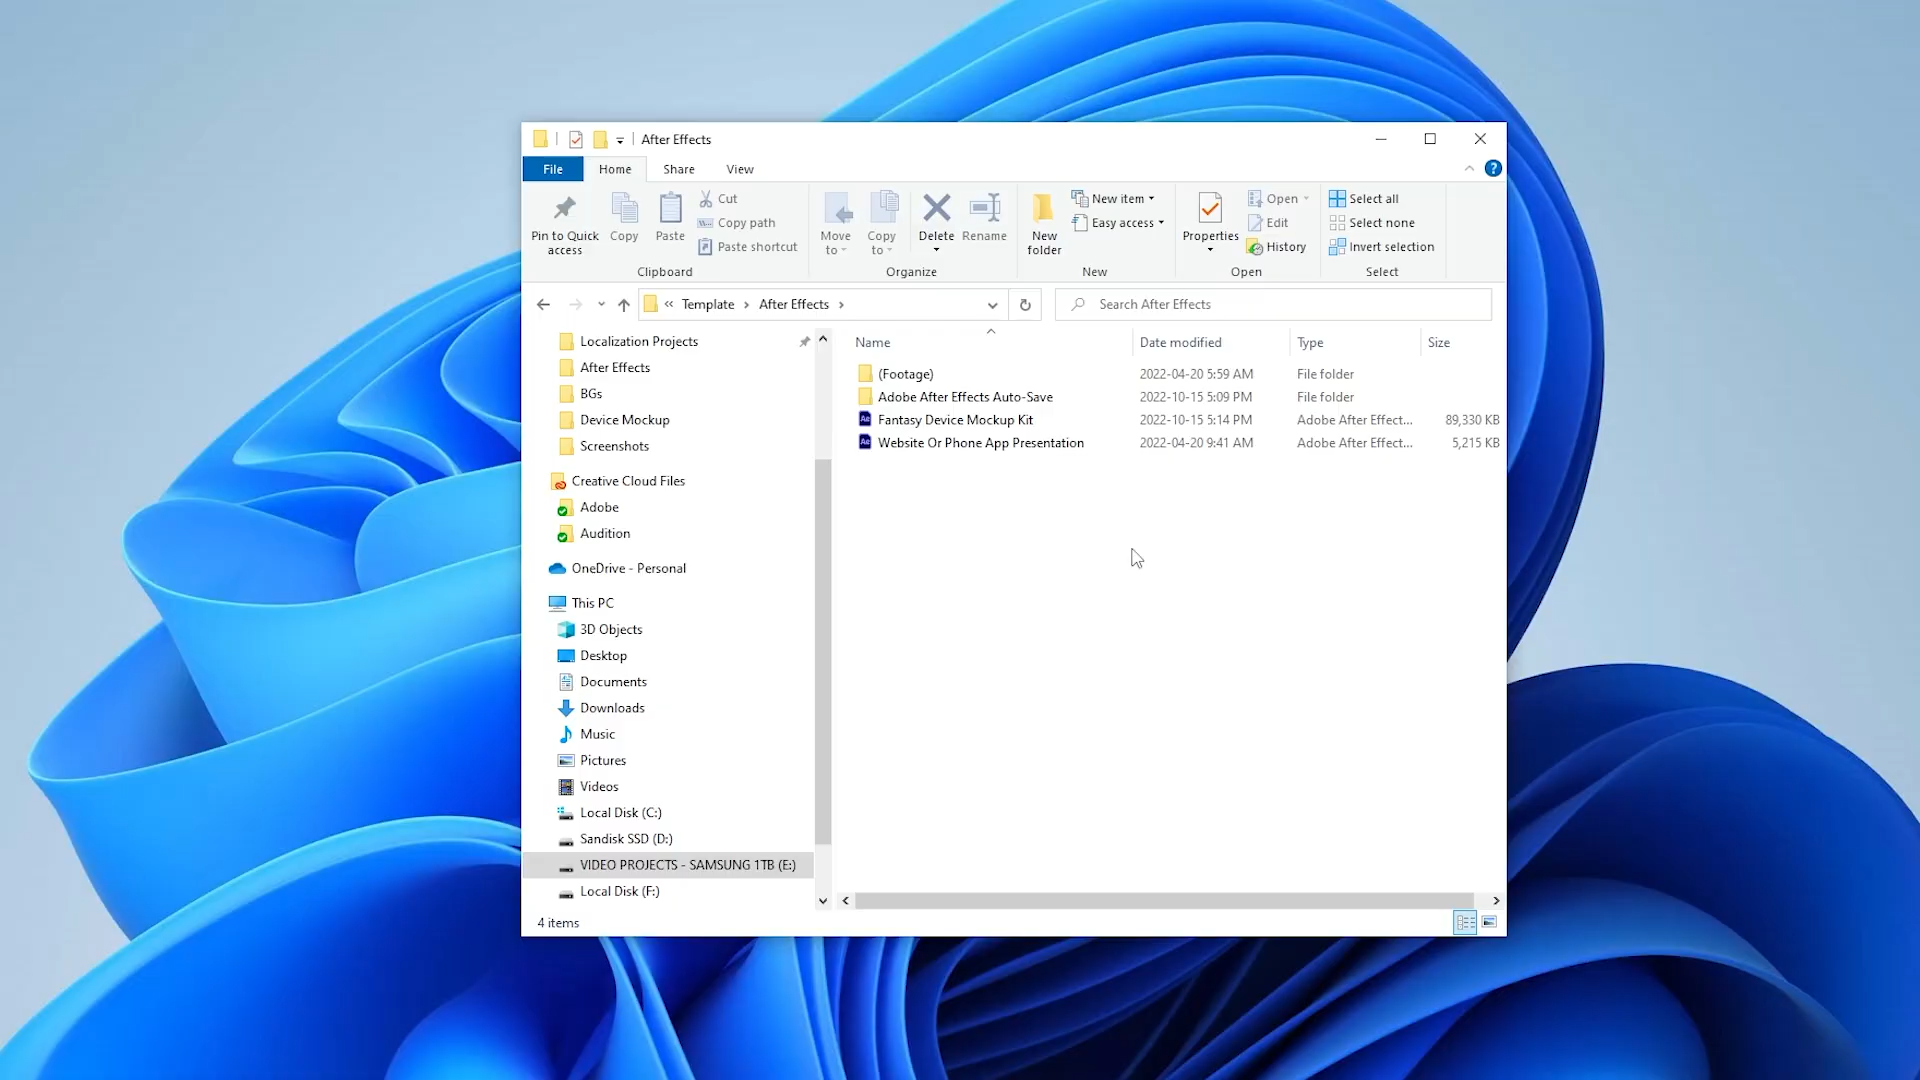 After Effects
File Home Share View
Pin to Quick access
Copy
Paste
Cut
Copy path
Paste shortcut
Clipboard
Move to
Copy to
Delete
Rename
Organize
New folder
New item
Easy access
New
Properties
Open
Edit
History
Open
Select all
Select none
Invert selection
Select
« Template > After Effects >
Search After Effects
Localization Projects
After Effects
BGs
Device Mockup
Screenshots
Creative Cloud Files
Adobe
Audition
OneDrive - Personal
This PC
3D Objects
Desktop
Documents
Downloads
Music
Pictures
Videos
Local Disk (C:)
Sandisk SSD (D:)
VIDEO PROJECTS - SAMSUNG 1TB (E:)
Local Disk (F:)
Name Date modified Type Size
(Footage) 2022-04-20 5:59 AM File folder
Adobe After Effects Auto-Save 2022-10-15 5:09 PM File folder
Ae Fantasy Device Mockup Kit 2022-10-15 5:14 PM Adobe After Effect... 89,330 KB
Ae Website Or Phone App Presentation 2022-04-20 9:41 AM Adobe After Effect... 5,215 KB
4 items